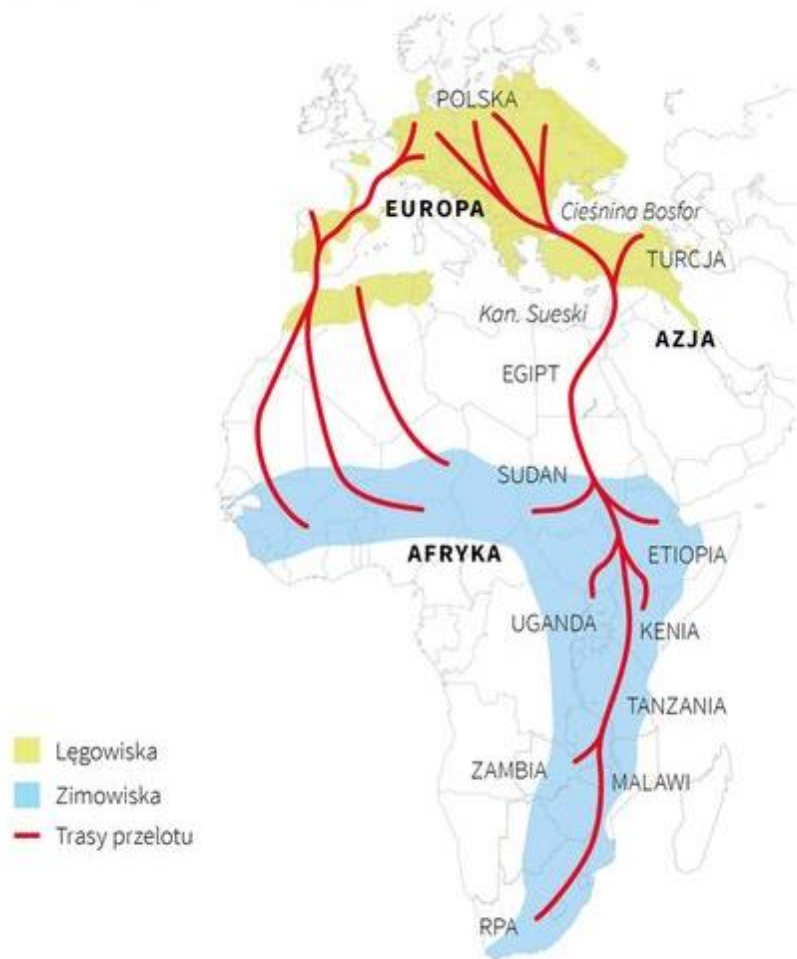 POLSKA
EUROPA
Cieśnina Bosfor
TURCJA
Kan. Sueski
AZJA
EGIPT
SUDAN
AFRYKA
ETIOPIA
UGANDA
KENIA
TANZANIA
ZAMBIA
MALAWI
RPA
Lęgowiska
Zimowiska
Trasy przelotu